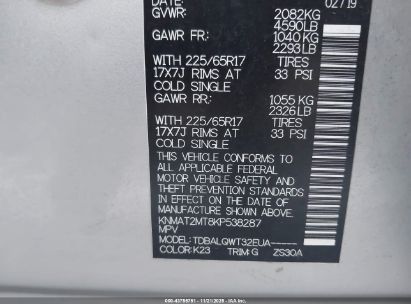 DATE: 02/19
GVWR: 2082KG
4590LB
GAWR FR: 1040KG
2293LB
WITH 225/65R17 TIRES
17X7J RIMS AT 33 PSI
COLD SINGLE
GAWR RR: 1055KG
2326LB
WITH 225/65R17 TIRES
17X7J RIMS AT 33 PSI
COLD SINGLE
THIS VEHICLE CONFORMS TO
ALL APPLICABLE FEDERAL
MOTOR VEHICLE SAFETY AND
THEFT PREVENTION STANDARDS
IN EFFECT ON THE DATE OF
MANUFACTURE SHOWN ABOVE.
KNMAT2MT8KP538287
MPV
MODEL: TDBALQWT32EUA------
COLOR: K23 TRIM: G ZS30A